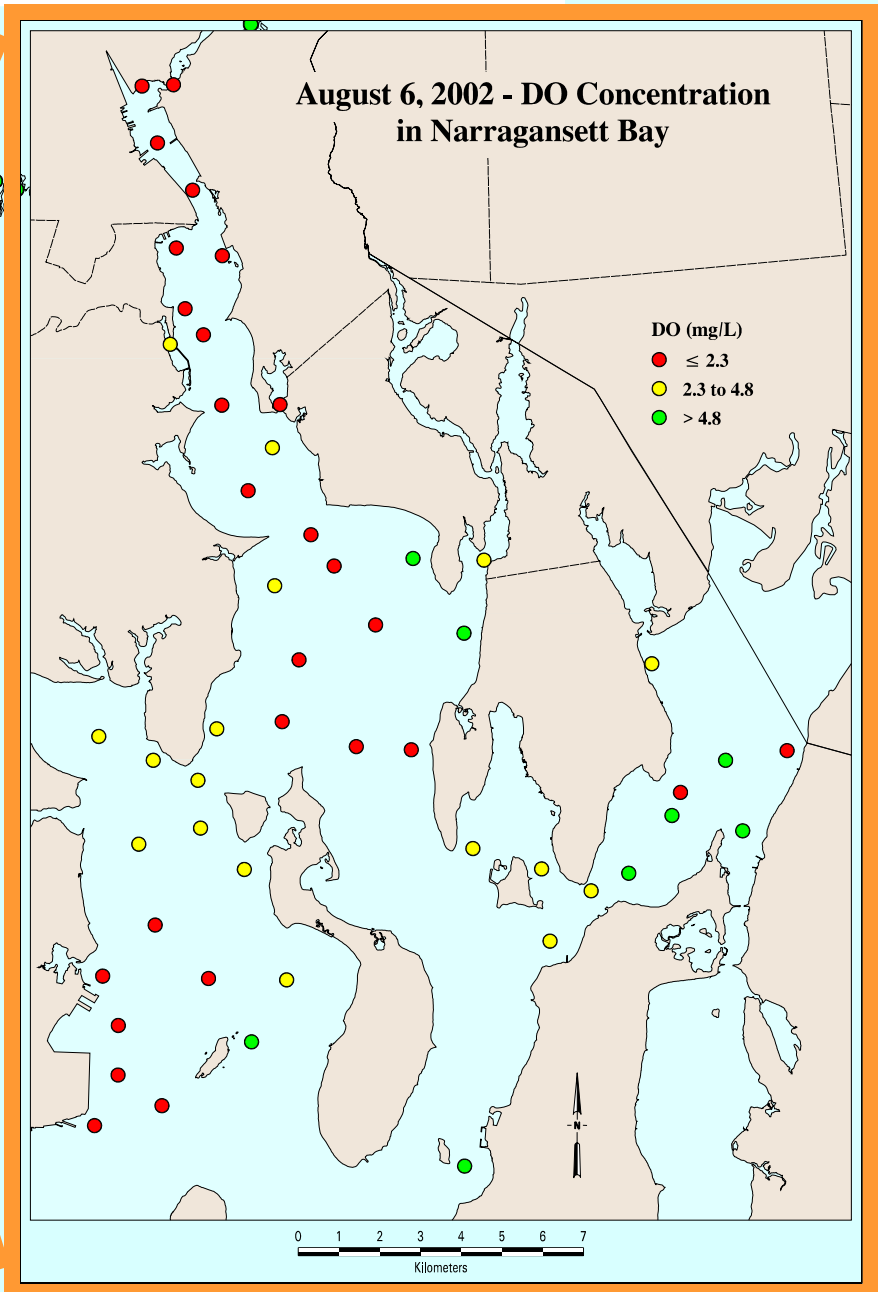 August 6, 2002 - DO Concentration
in Narragansett Bay
DO (mg/L)
≤ 2.3
2.3 to 4.8
> 4.8
N
0 1 2 3 4 5 6 7
Kilometers